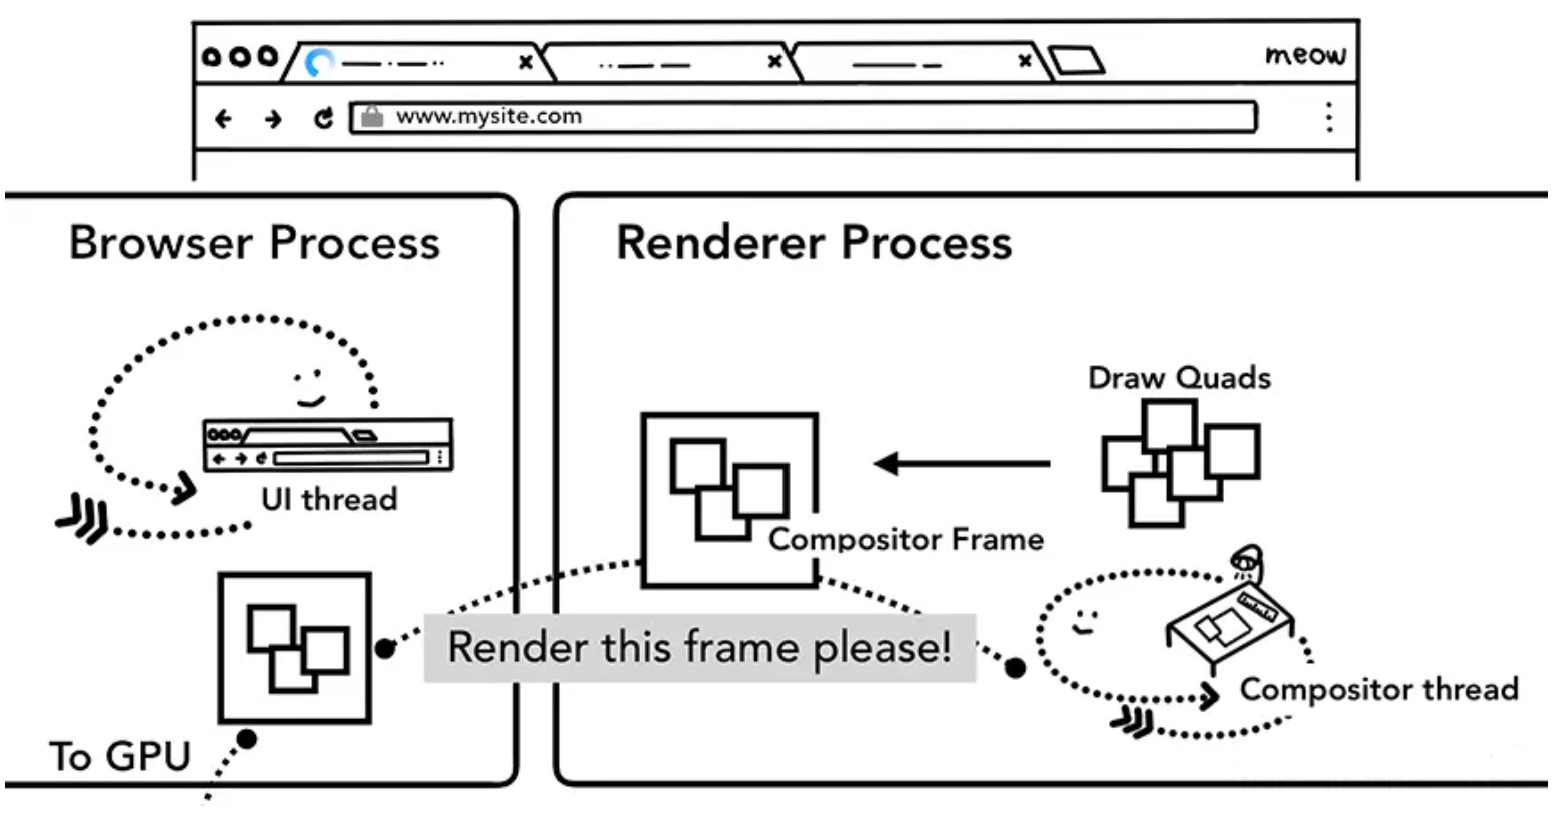 meow
www.mysite.com
Browser Process
Renderer Process
Draw Quads
UI thread
Compositor Frame
Render this frame please!
Compositor thread
To GPU